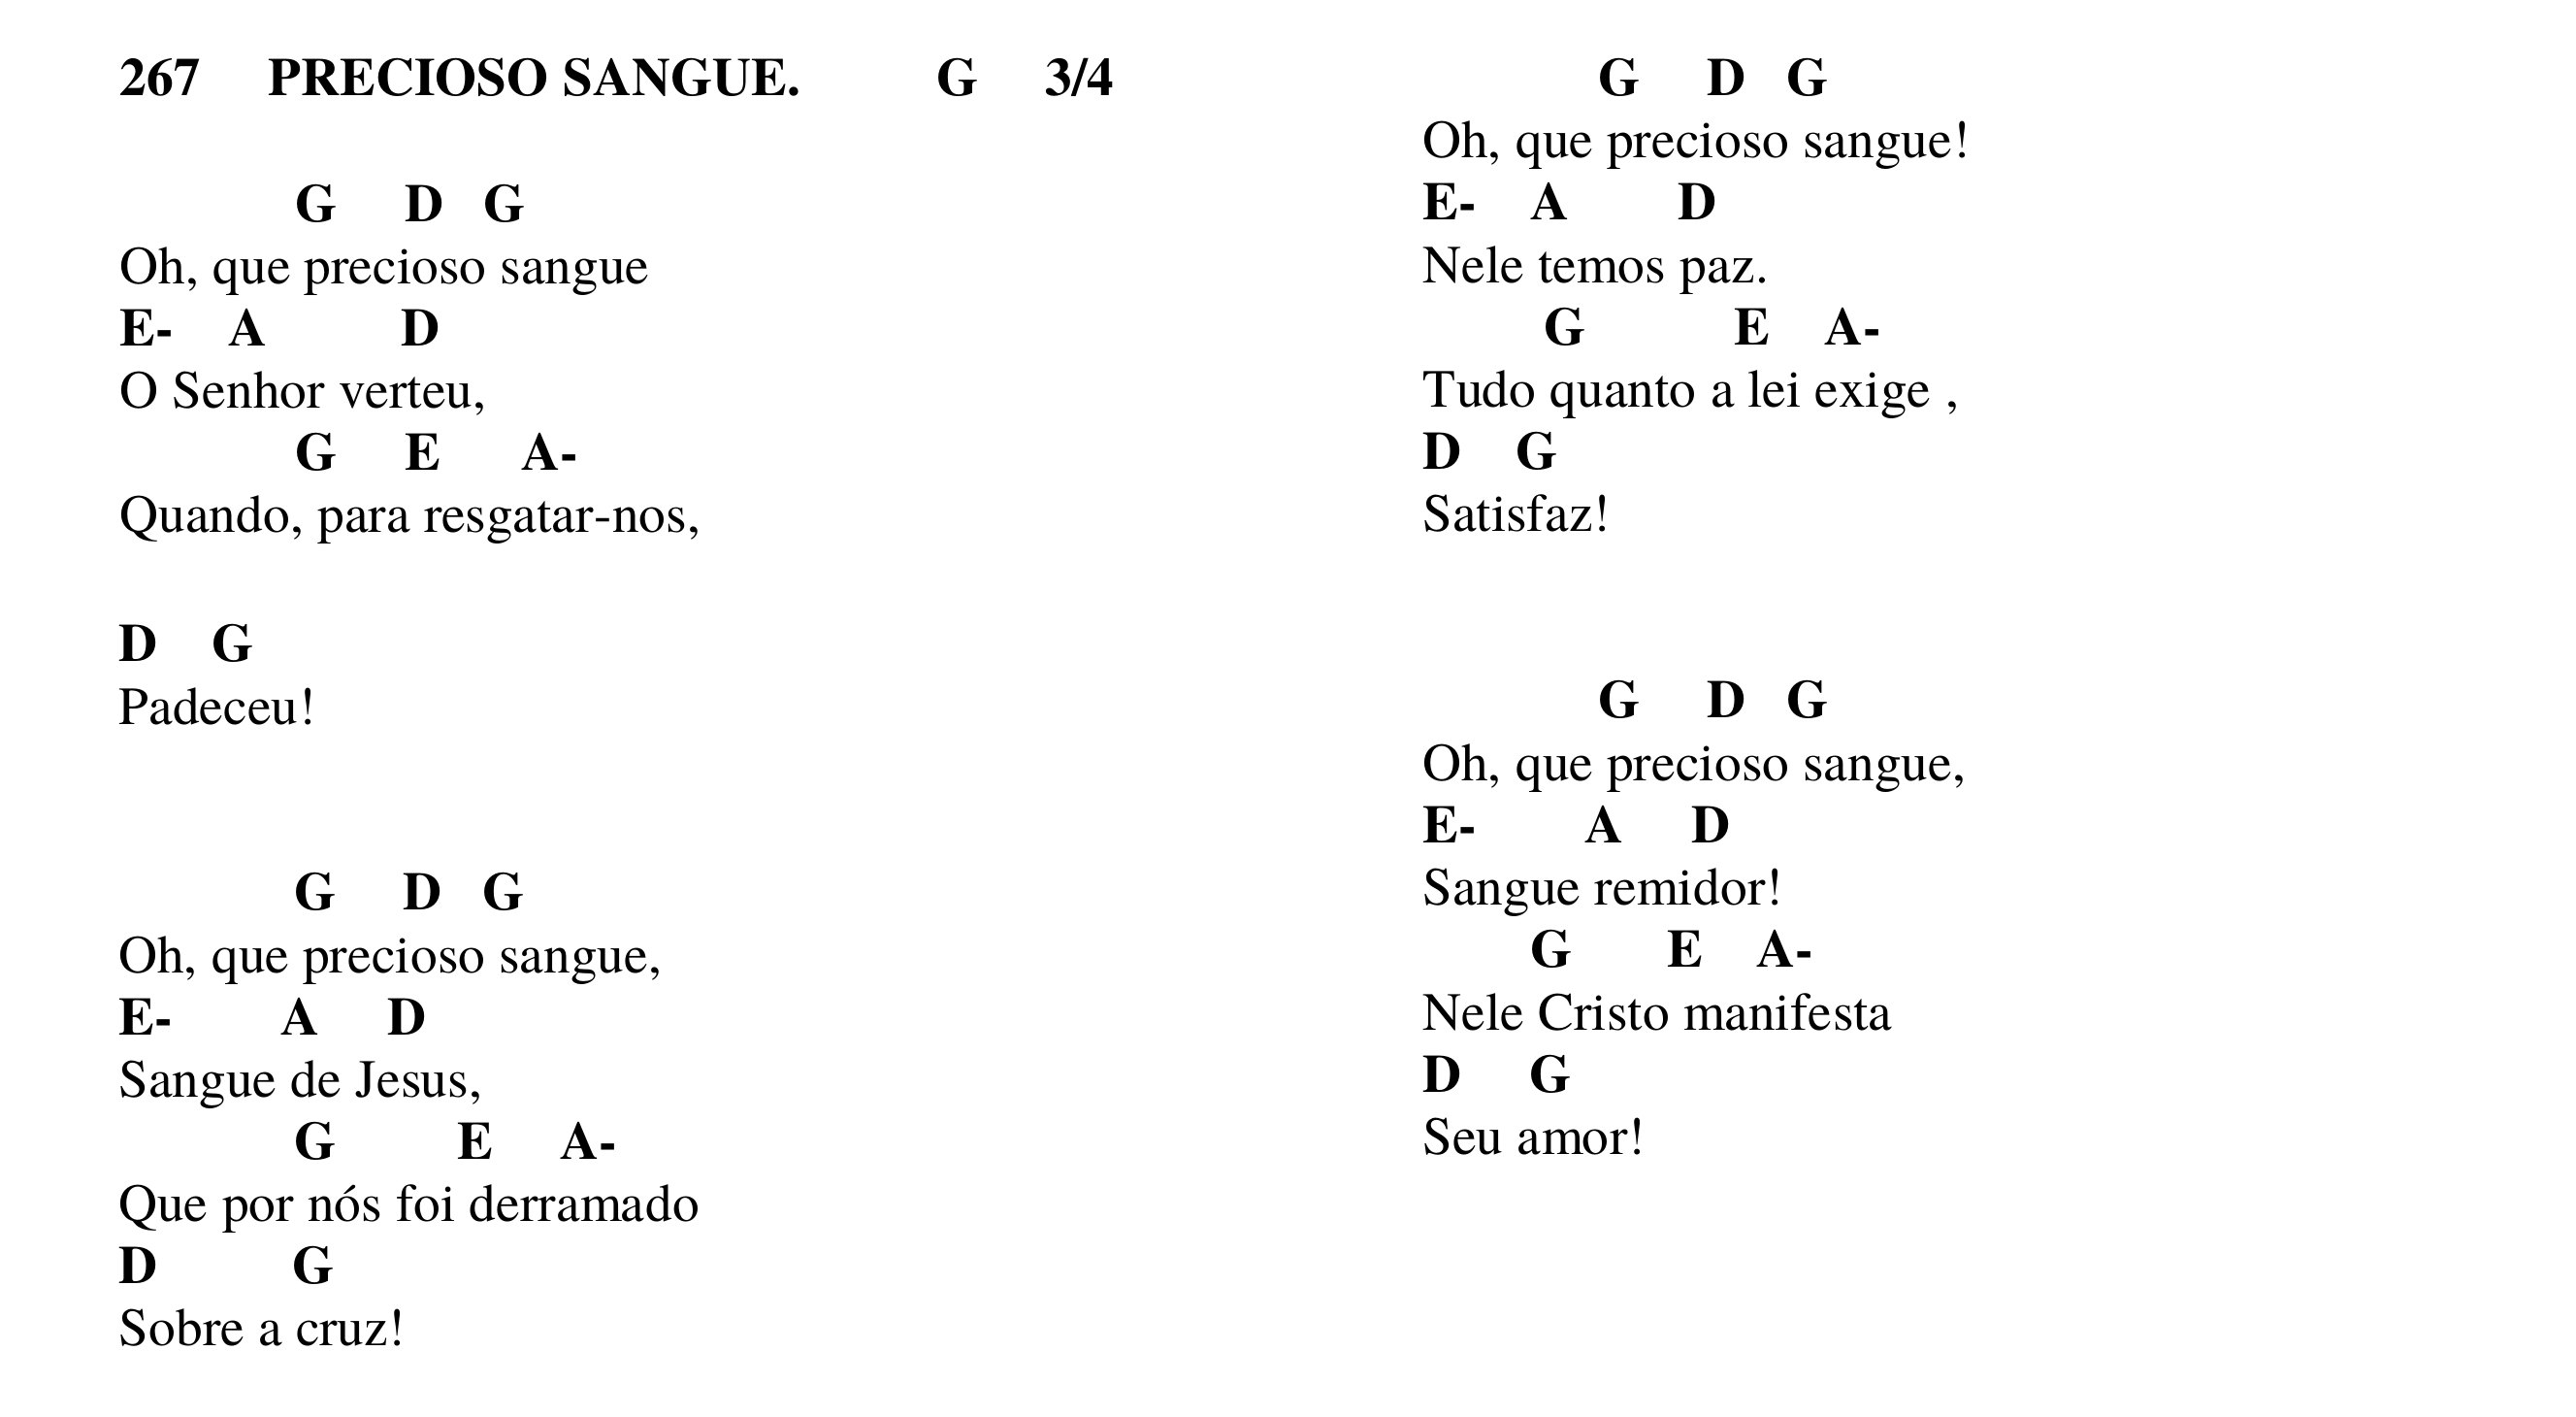 267 PRECIOSO SANGUE. G 3/4
G D G
Oh, que precioso sangue
E- A D
O Senhor verteu,
G E A-
Quando, para resgatar-nos,
D G
Padeceu!
G D G
Oh, que precioso sangue,
E- A D
Sangue de Jesus,
G E A-
Que por nós foi derramado
D G
Sobre a cruz!
G D G
Oh, que precioso sangue!
E- A D
Nele temos paz.
G E A-
Tudo quanto a lei exige ,
D G
Satisfaz!
G D G
Oh, que precioso sangue,
E- A D
Sangue remidor!
G E A-
Nele Cristo manifesta
D G
Seu amor!